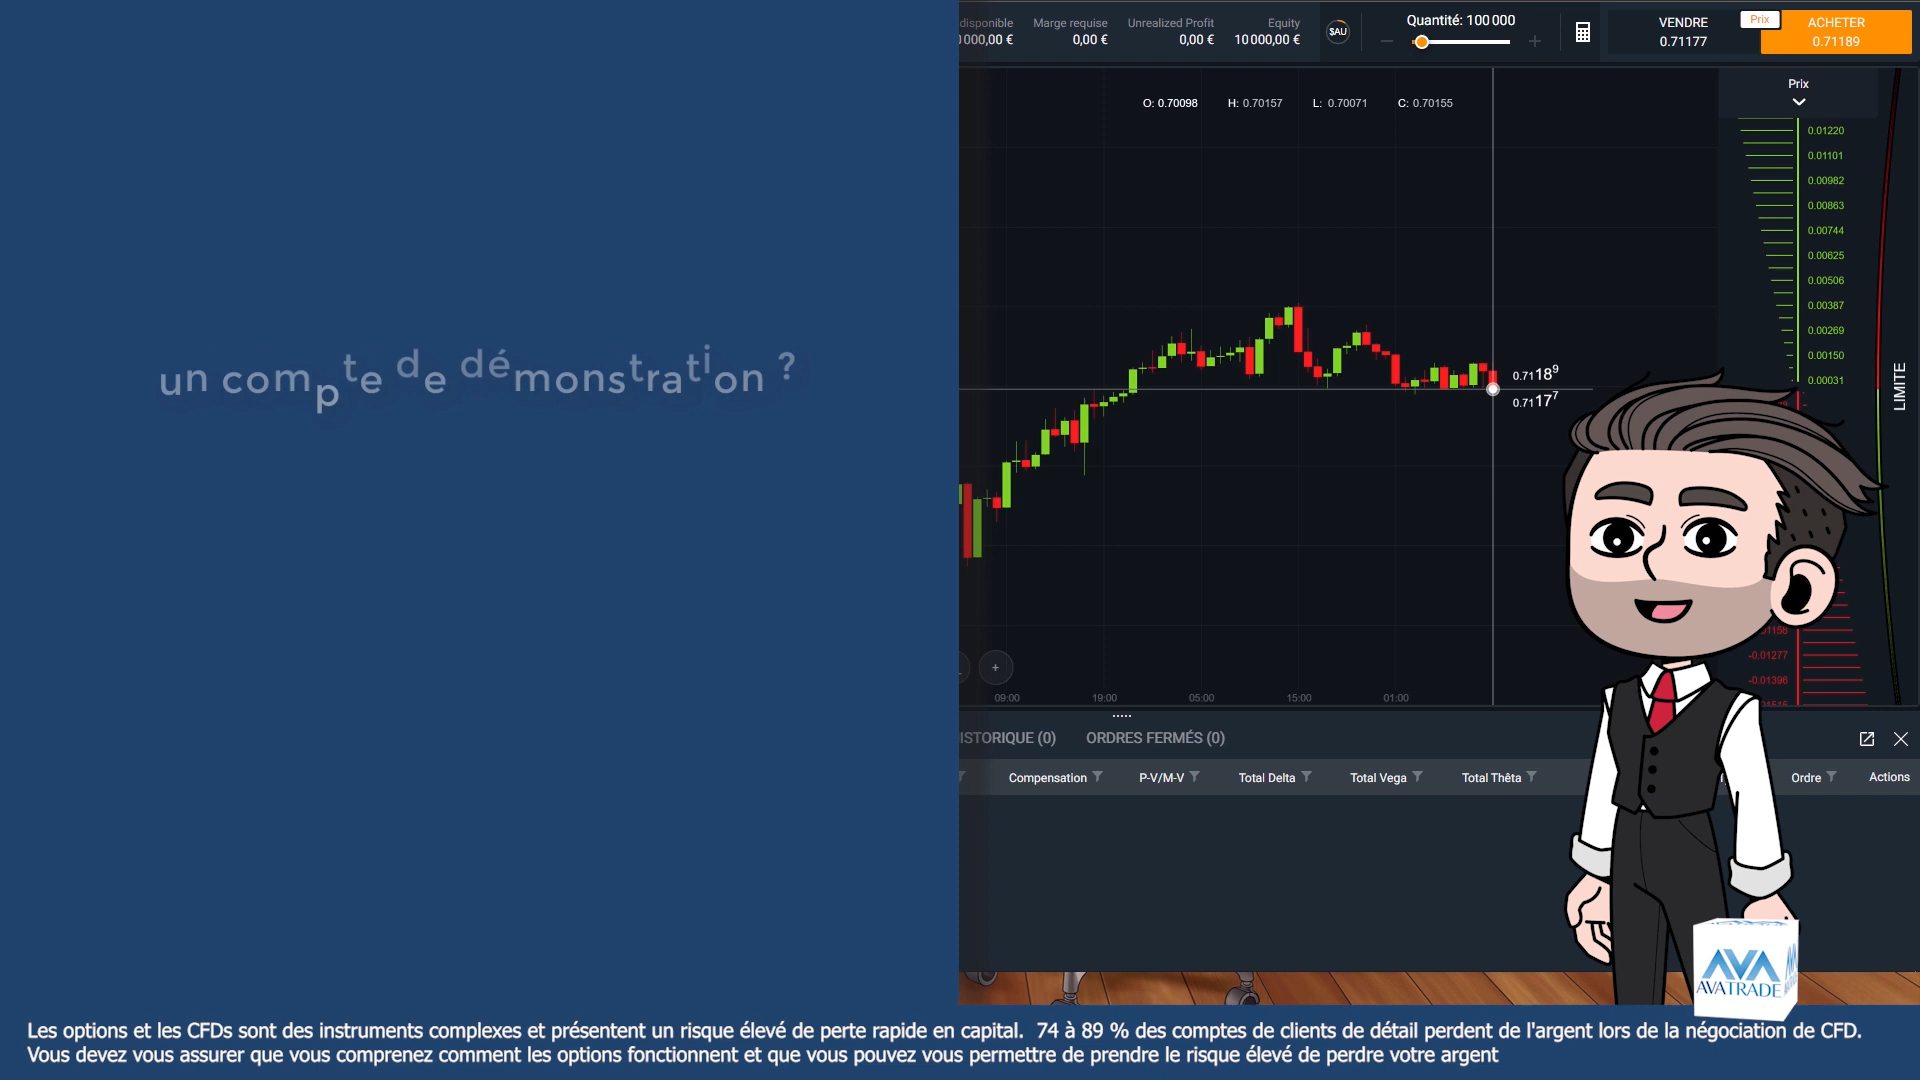 disponible Marge requise Unrealized Profit Equity
000,00 € 0,00 € 0,00 € 10 000,00 €
$AU
Quantité: 100 000
VENDRE
0.71177
Prix
ACHETER
0.71189
O: 0.70098 H: 0.70157 L: 0.70071 C: 0.70155
Prix
0.01220
0.01101
0.00982
0.00863
0.00744
0.00625
0.00506
0.00387
0.00269
0.00150
0.00031
LIMITE
un compte de démonstration ?
0.71189
0.71177
-0.01277
-0.01396
09:00 19:00 05:00 15:00 01:00
ISTORIQUE (0) ORDRES FERMÉS (0)
Compensation P-V/M-V Total Delta Total Vega Total Thêta Ordre Actions
AVA
AVATRADE
Les options et les CFDs sont des instruments complexes et présentent un risque élevé de perte rapide en capital. 74 à 89 % des comptes de clients de détail perdent de l'argent lors de la négociation de CFD.
Vous devez vous assurer que vous comprenez comment les options fonctionnent et que vous pouvez vous permettre de prendre le risque élevé de perdre votre argent